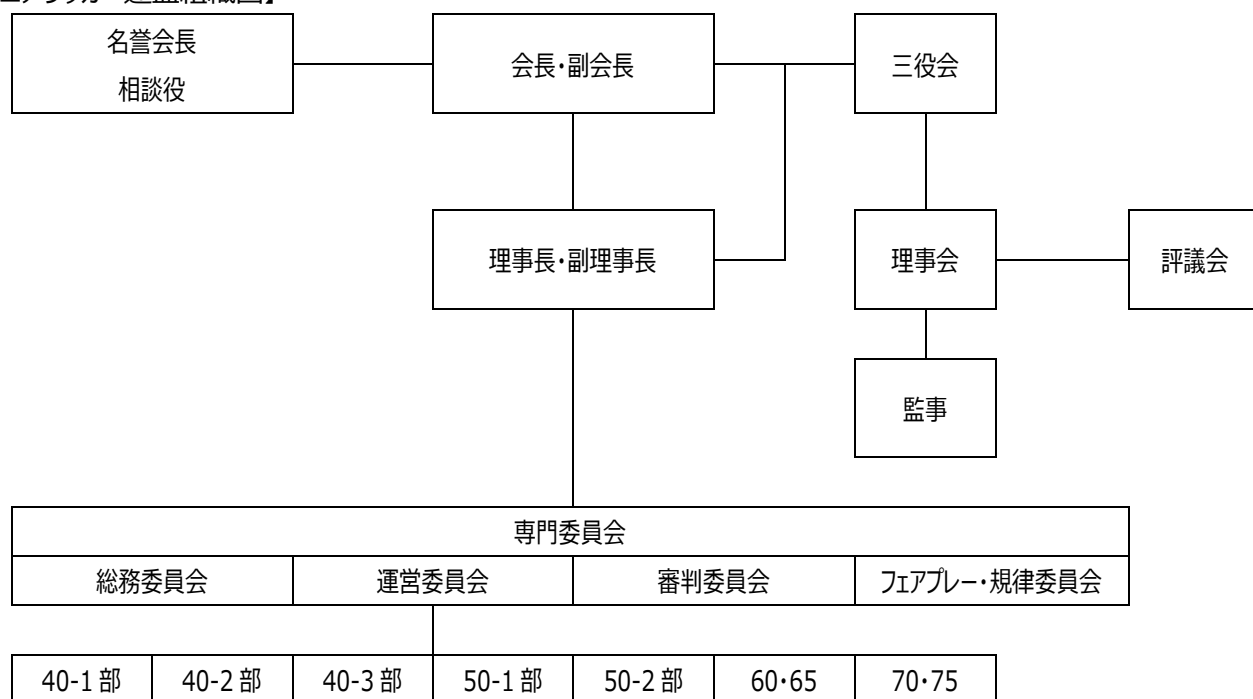 名誉会長
相談役
会長・副会長
三役会
理事長・副理事長
理事会
評議会
監事
専門委員会
総務委員会
運営委員会
審判委員会
フェアプレー・規律委員会
40-1部
40-2部
40-3部
50-1部
50-2部
60・65
70・75